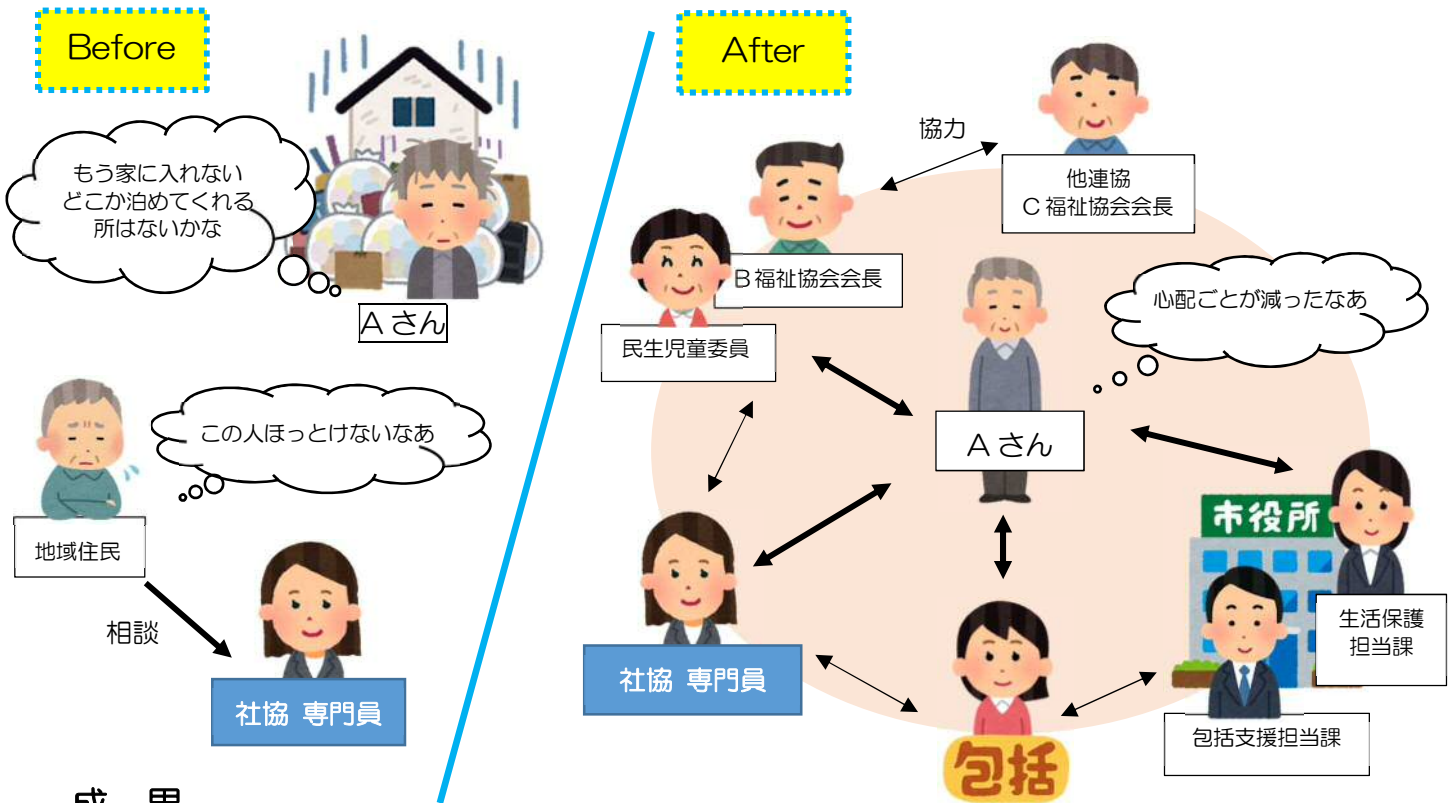 Before
もう家に入れない
どこか泊めてくれる
所はないかな
Aさん
この人ほっとけないなあ
地域住民
相談
社協 専門員
After
協力
他連協
C福祉協会会長
B福祉協会会長
民生児童委員
心配ごとが減ったなあ
Aさん
市役所
生活保護
担当課
社協 専門員
包括
包括支援担当課
成 果